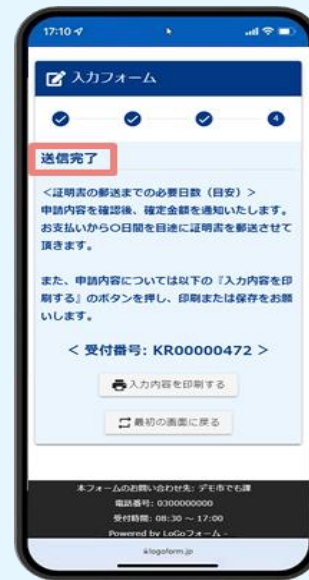 17:10
入力フォーム
4
送信完了
<証明書の郵送までの必要日数（目安）>
申請内容を確認後、確定金額を通知いたします。
お支払いから○日間を目途に証明書を郵送させて
頂きます。
また、申請内容については以下の『入力内容を印
刷する』のボタンを押し、印刷または保存をお願
いします。
< 受付番号: KR00000472 >
入力内容を印刷する
最初の画面に戻る
本フォームのお問い合わせ先: デモ市でも課
電話番号: 0300000000
受付時間: 08:30 ～ 17:00
Powered by LoGoフォーム -
logoform.jp